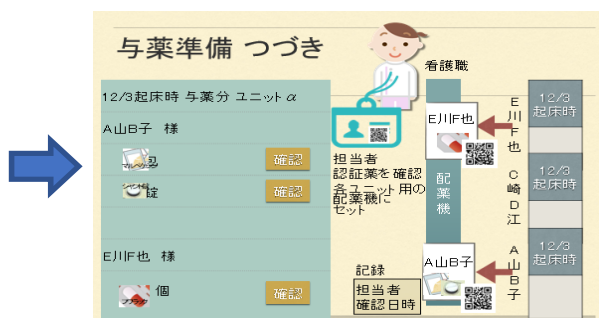 与薬準備 つづき
看護職
12/3起床時 与薬分 ユニットα
A山B子 様
包
確認
錠
確認
E川F也 様
個
確認
担当者
認証薬を確認
各ユニット用の
配薬機に
セット
記録
担当者
確認日時
E川F也
配薬機
A山B子
E川F也
C崎D江
A山B子
12/3
起床時
12/3
起床時
12/3
起床時